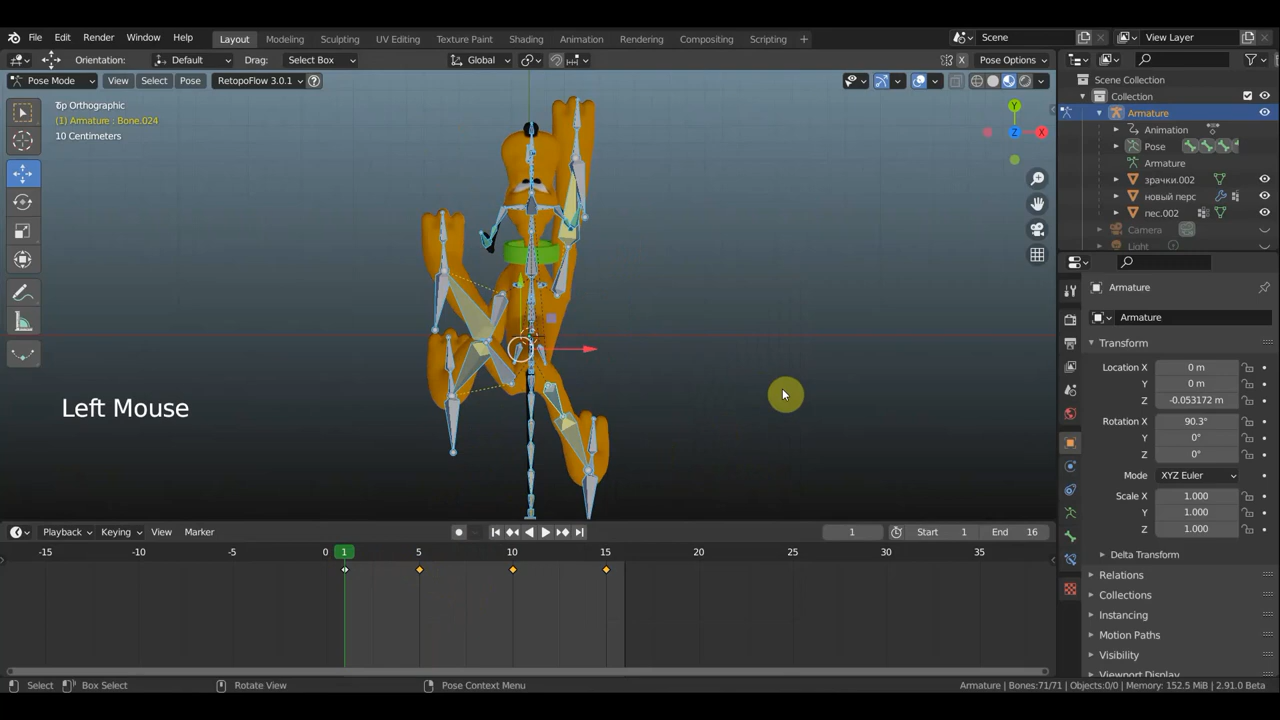 File Edit Render Window Help Layout Modeling Sculpting UV Editing Texture Paint Shading Animation Rendering Compositing Scripting + Scene View Layer
Orientation: Default Drag: Select Box Global X Pose Options
Pose Mode View Select Pose RetopoFlow 3.0.1 Scene Collection
Collection
Top Orthographic
(1) Armature : Bone.024
10 Centimeters
Y
Z
X
Armature
Animation
Pose
Armature
зрачки.002
новый перс
пес.002
Camera
Light
Armature
Armature
Transform
Location X 0 m
Y 0 m
Z -0.053172 m
Rotation X 90.3°
Y 0°
Z 0°
Mode XYZ Euler
Scale X 1.000
Y 1.000
Z 1.000
Delta Transform
Relations
Collections
Instancing
Motion Paths
Visibility
Viewport Display
Left Mouse
Playback Keying View Marker 1 Start 1 End 16
-15 -10 -5 0 1 5 10 15 20 25 30 35
Select Box Select Rotate View Pose Context Menu Armature | Bones:71/71 | Objects:0/0 | Memory: 152.5 MiB | 2.91.0 Beta